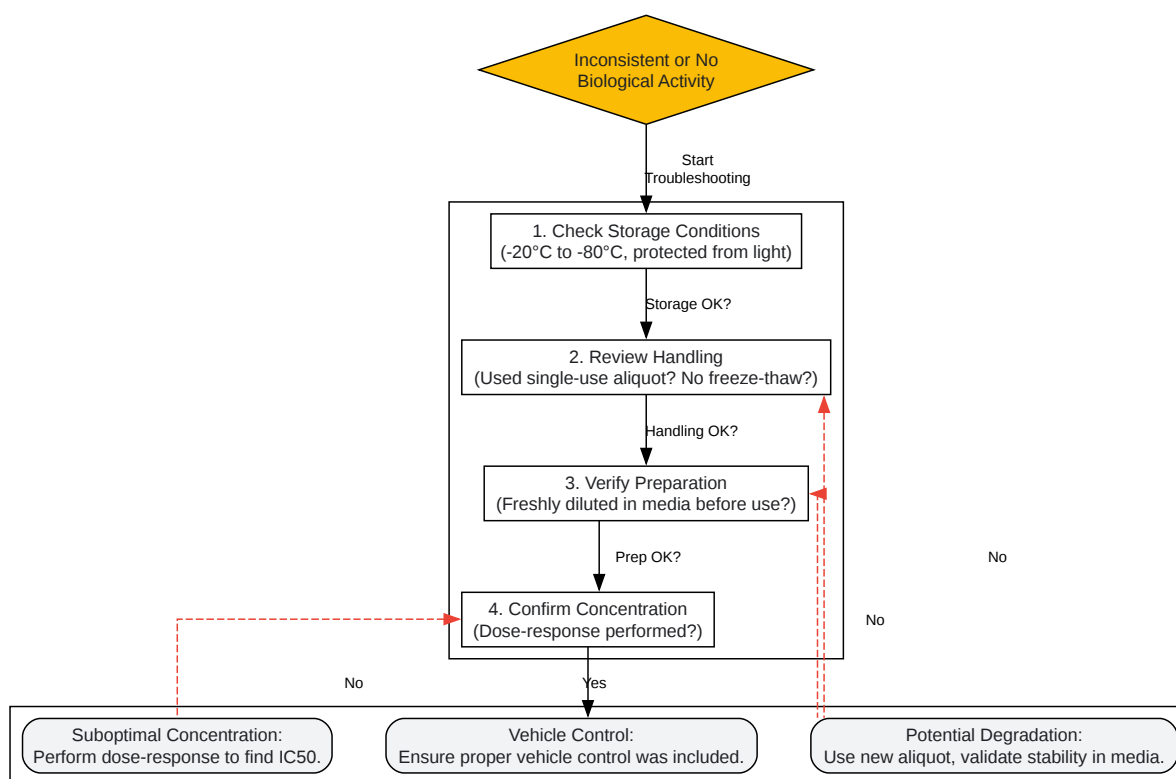 Inconsistent or No
Biological Activity
Start
Troubleshooting
1. Check Storage Conditions
(-20°C to -80°C, protected from light)
Storage OK?
2. Review Handling
(Used single-use aliquot? No freeze-thaw?)
Handling OK?
3. Verify Preparation
(Freshly diluted in media before use?)
Prep OK?
No
4. Confirm Concentration
(Dose-response performed?)
No
No
Yes
Suboptimal Concentration:
Perform dose-response to find IC50.
Vehicle Control:
Ensure proper vehicle control was included.
Potential Degradation:
Use new aliquot, validate stability in media.